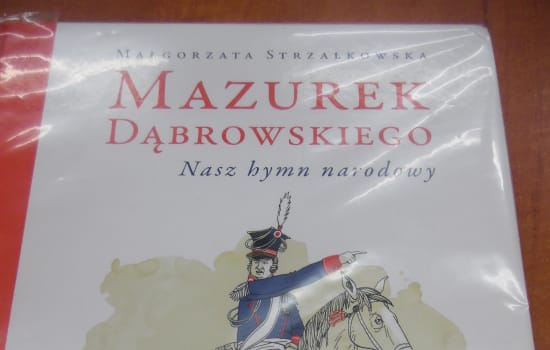 Małgorzata Strzałkowska
Mazurek
Dąbrowskiego
Nasz hymn narodowy